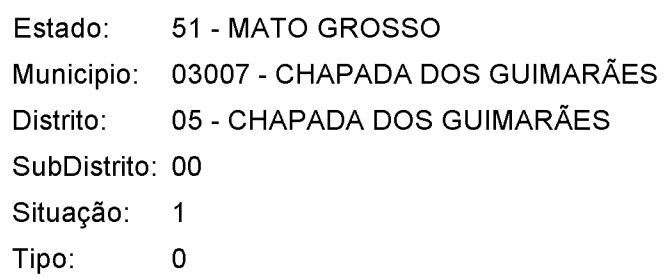 Estado: 51 - MATO GROSSO
Municipio: 03007 - CHAPADA DOS GUIMARÃES
Distrito: 05 - CHAPADA DOS GUIMARÃES
SubDistrito: 00
Situação: 1
Tipo: 0